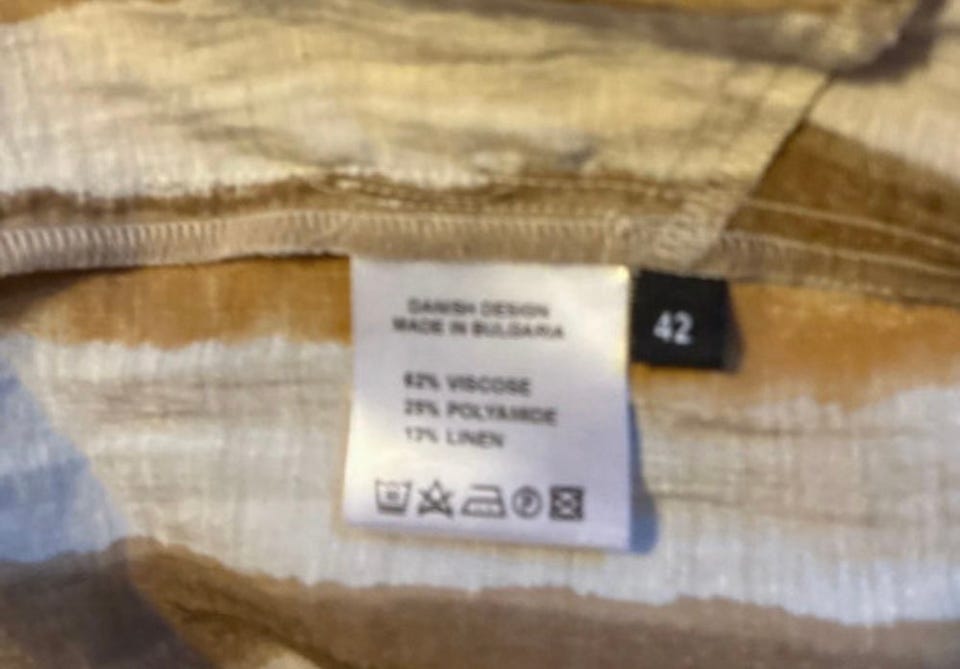 DANISH DESIGN
MADE IN BULGARIA
62% VISCOSE
25% POLYAMIDE
13% LINEN
P
42